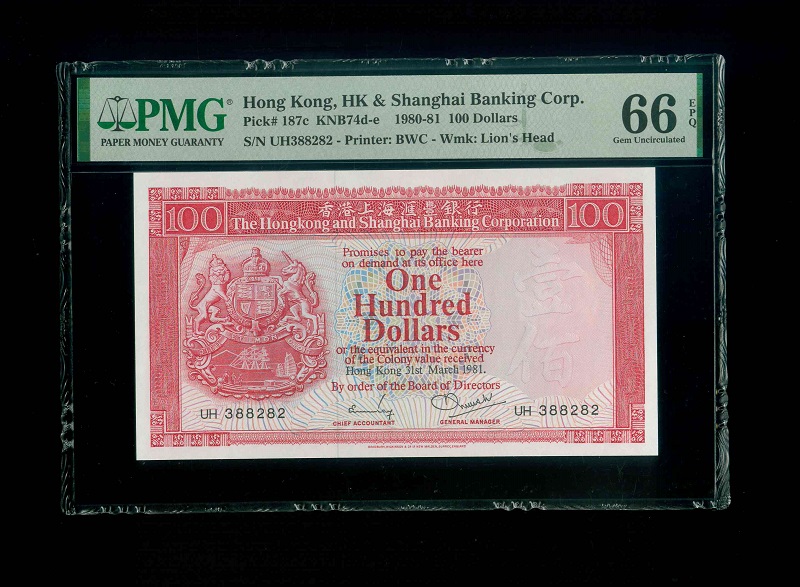 PMG®
PAPER MONEY GUARANTY
Hong Kong, HK & Shanghai Banking Corp.
Pick# 187c KNB74d-e 1980-81 100 Dollars
S/N UH388282 - Printer: BWC - Wmk: Lion's Head
66 EPQ
Gem Uncirculated
香港上海滙豐銀行
100 The Hongkong and Shanghai Banking Corporation 100
Promises to pay the bearer
on demand at its office here
One
Hundred
Dollars
or the equivalent in the currency
of the Colony value received
Hong Kong 31st March 1981.
By order of the Board of Directors
壹佰
UH 388282
UH 388282
CHIEF ACCOUNTANT
GENERAL MANAGER